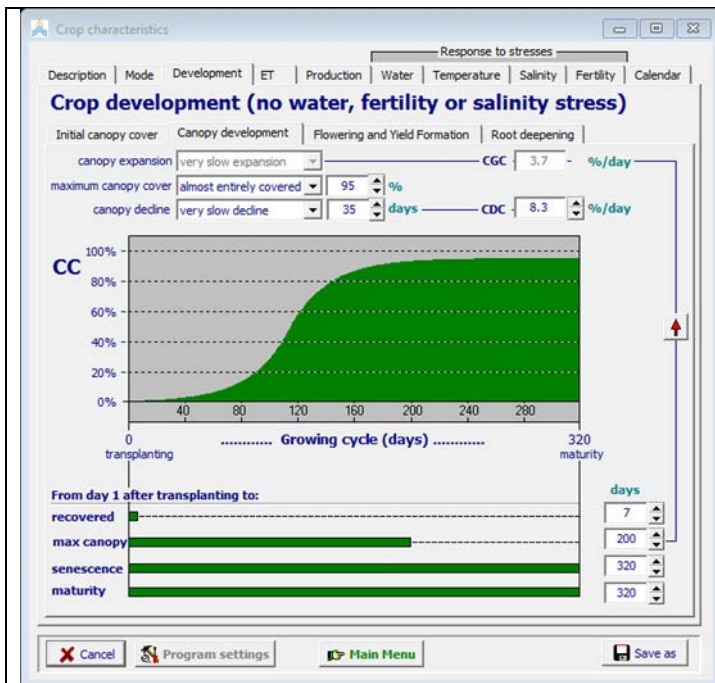 Crop characteristics
Response to stresses
Description Mode Development ET Production Water Temperature Salinity Fertility Calendar
Crop development (no water, fertility or salinity stress)
Initial canopy cover Canopy development Flowering and Yield Formation Root deepening
canopy expansion very slow expansion CGC 3.7 %/day
maximum canopy cover almost entirely covered 95 %
canopy decline very slow decline 35 days CDC 8.3 %/day
CC
100%
80%
60%
40%
20%
0%
40 80 120 160 200 240 280
0 ............ Growing cycle (days) ............ 320
transplanting maturity
From day 1 after transplanting to: days
recovered 7
max canopy 200
senescence 320
maturity 320
Cancel Program settings Main Menu Save as